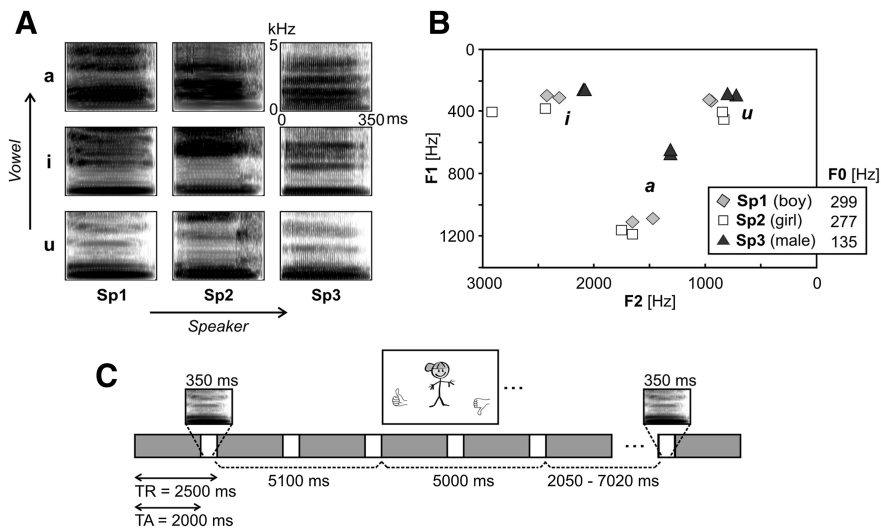 A
kHz
5
0
0
350 ms
a
i
u
Vowel
Sp1
Sp2
Sp3
Speaker
B
0
400
800
1200
F1 [Hz]
3000
2000
1000
0
F2 [Hz]
i
u
a
F0 [Hz]
Sp1 (boy) 299
Sp2 (girl) 277
Sp3 (male) 135
C
350 ms
...
350 ms
...
5100 ms
5000 ms
2050 - 7020 ms
TR = 2500 ms
TA = 2000 ms